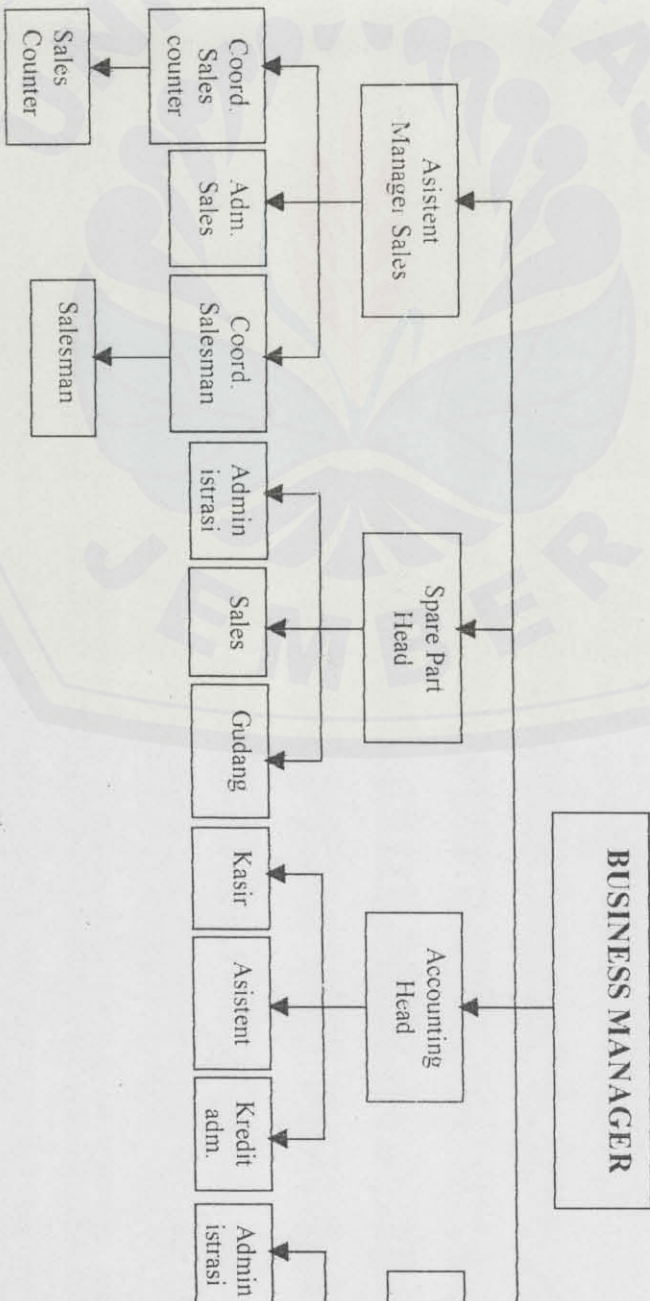 BUSINESS MANAGER
Asistent
Manager Sales
Spare Part
Head
Accounting
Head
Coord.
Sales
counter
Adm.
Sales
Coord.
Salesman
Admin
istrasi
Sales
Gudang
Kasir
Asistent
Kredit
adm.
Admin
istrasi
Sales
Counter
Salesman
JEMBER